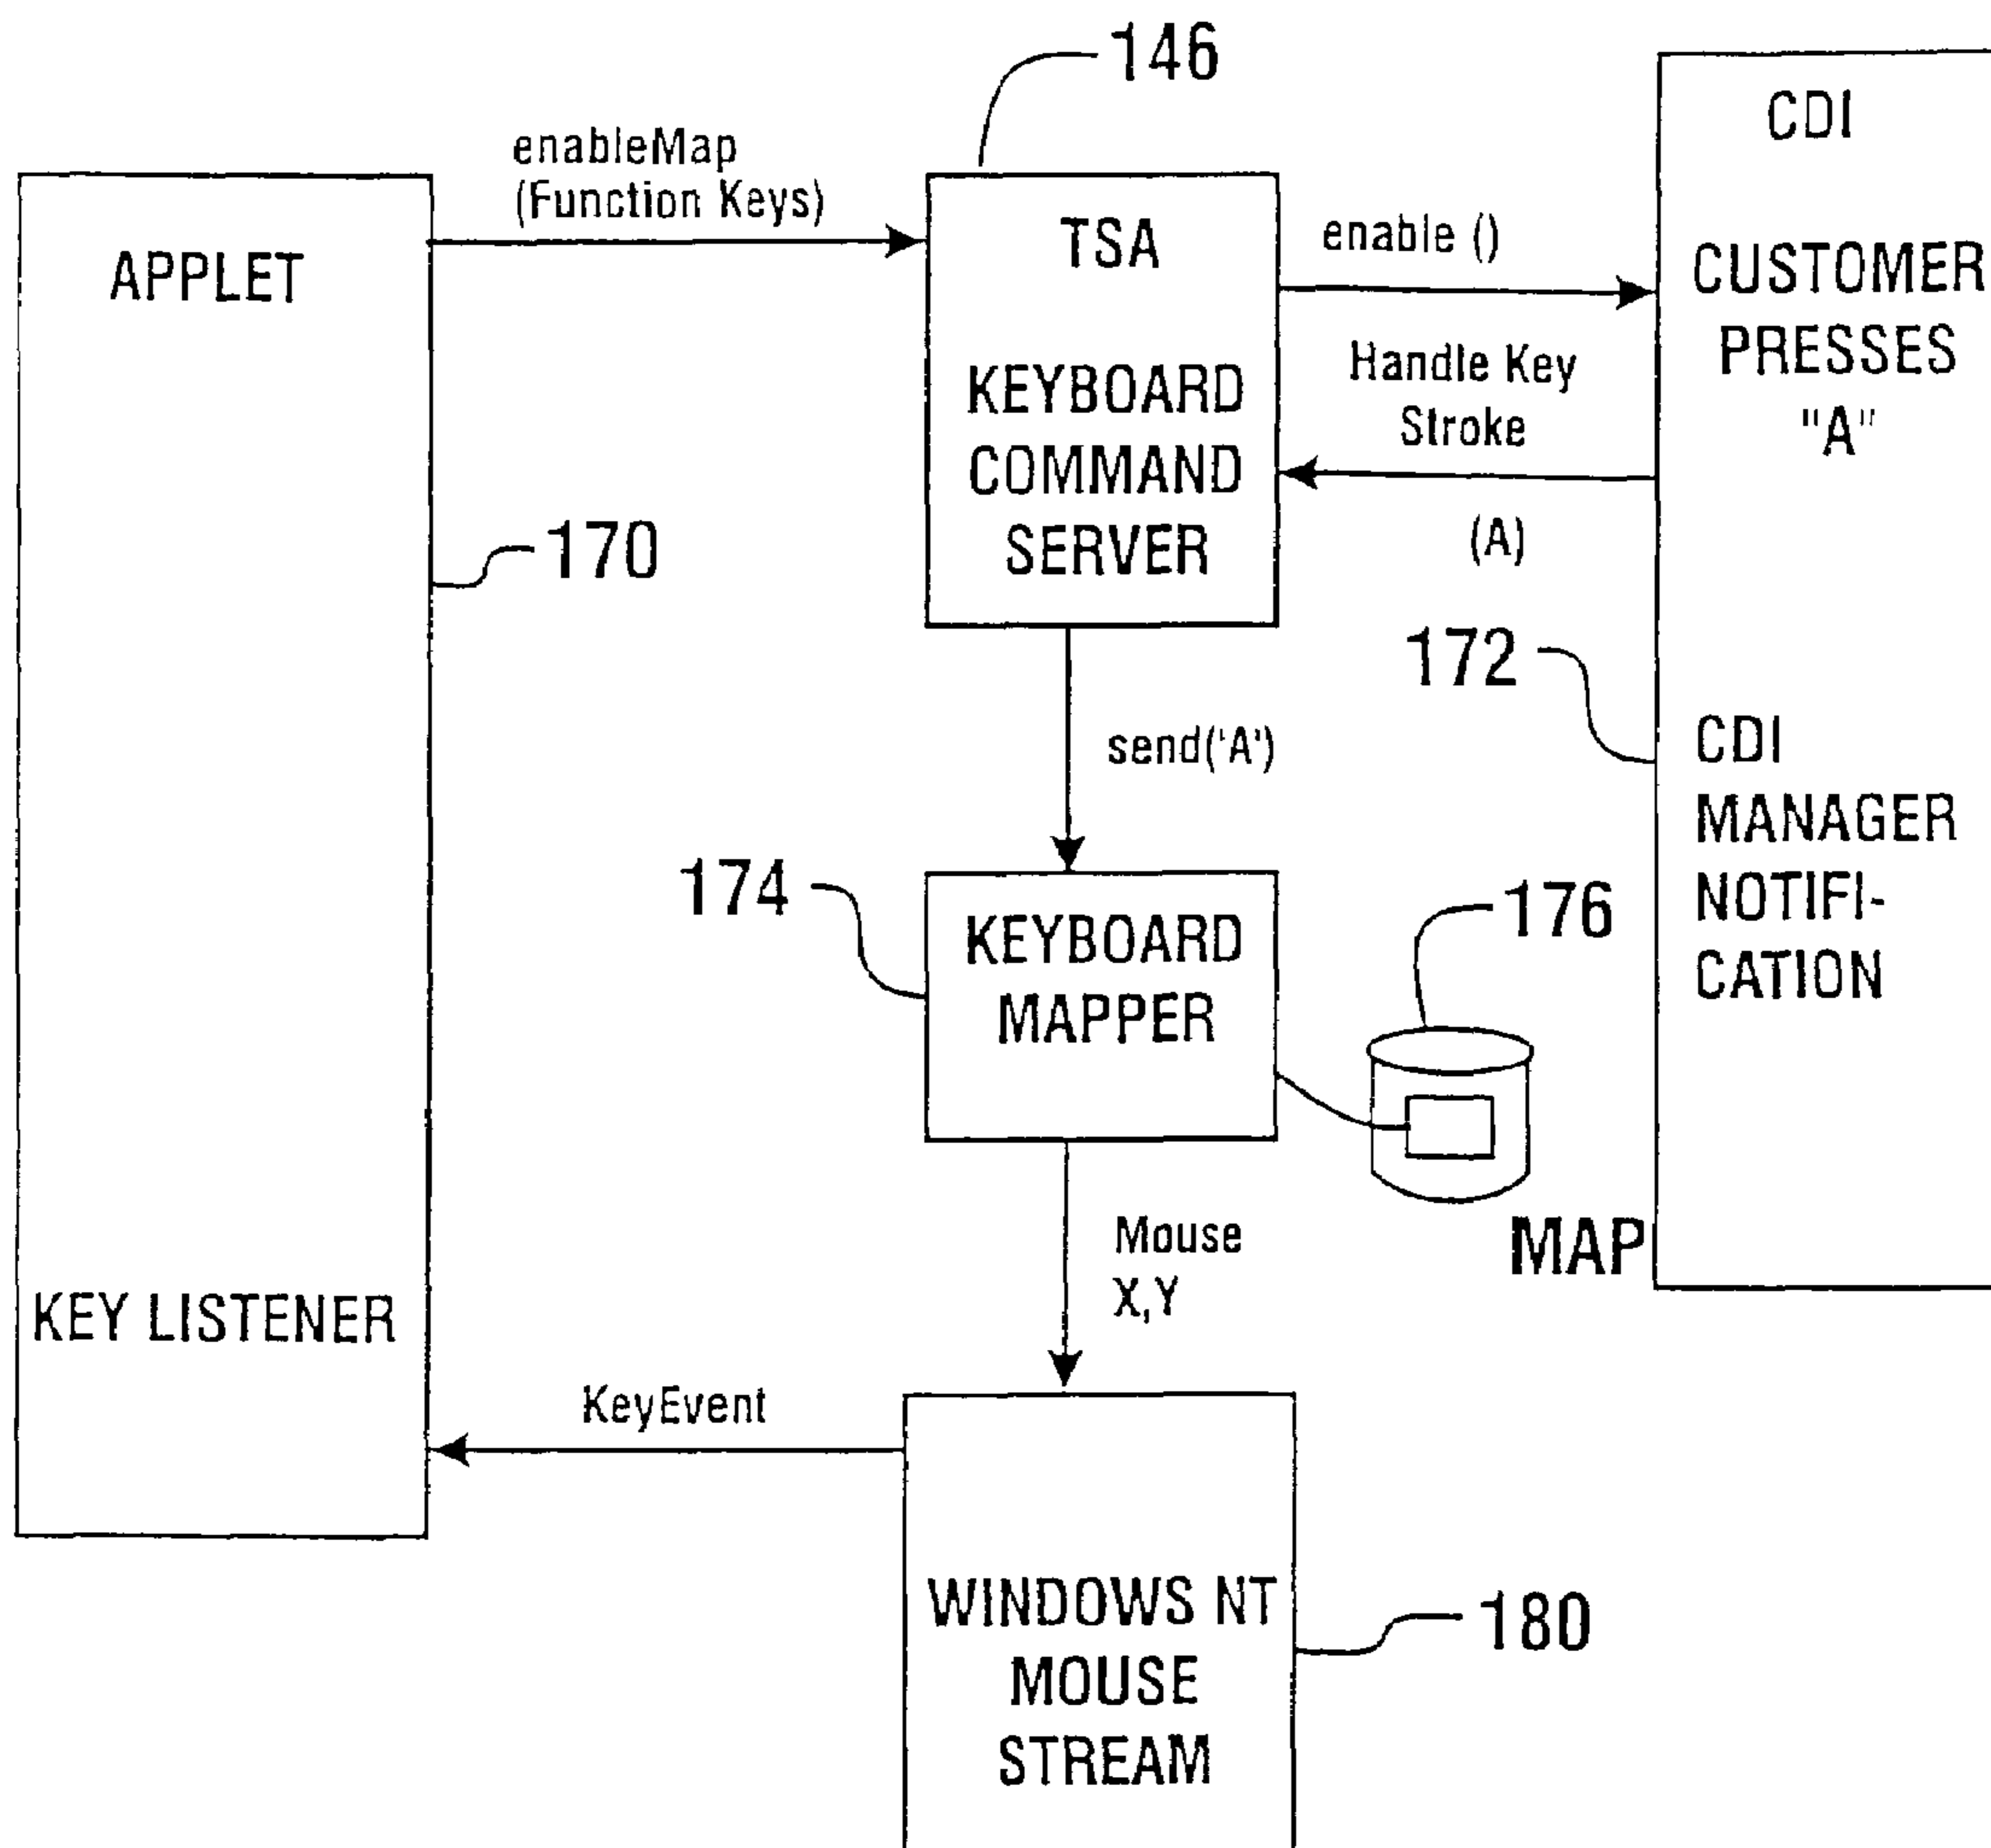 146
CDI
enableMap
(Function Keys)
APPLET
TSA
enable ()
CUSTOMER
PRESSES
"A"
KEYBOARD
COMMAND
SERVER
Handle Key
Stroke
(A)
170
172
send('A')
CDI
MANAGER
NOTIFI-
CATION
174
KEYBOARD
MAPPER
176
MAP
Mouse
X,Y
KEY LISTENER
KeyEvent
WINDOWS NT
MOUSE
STREAM
180